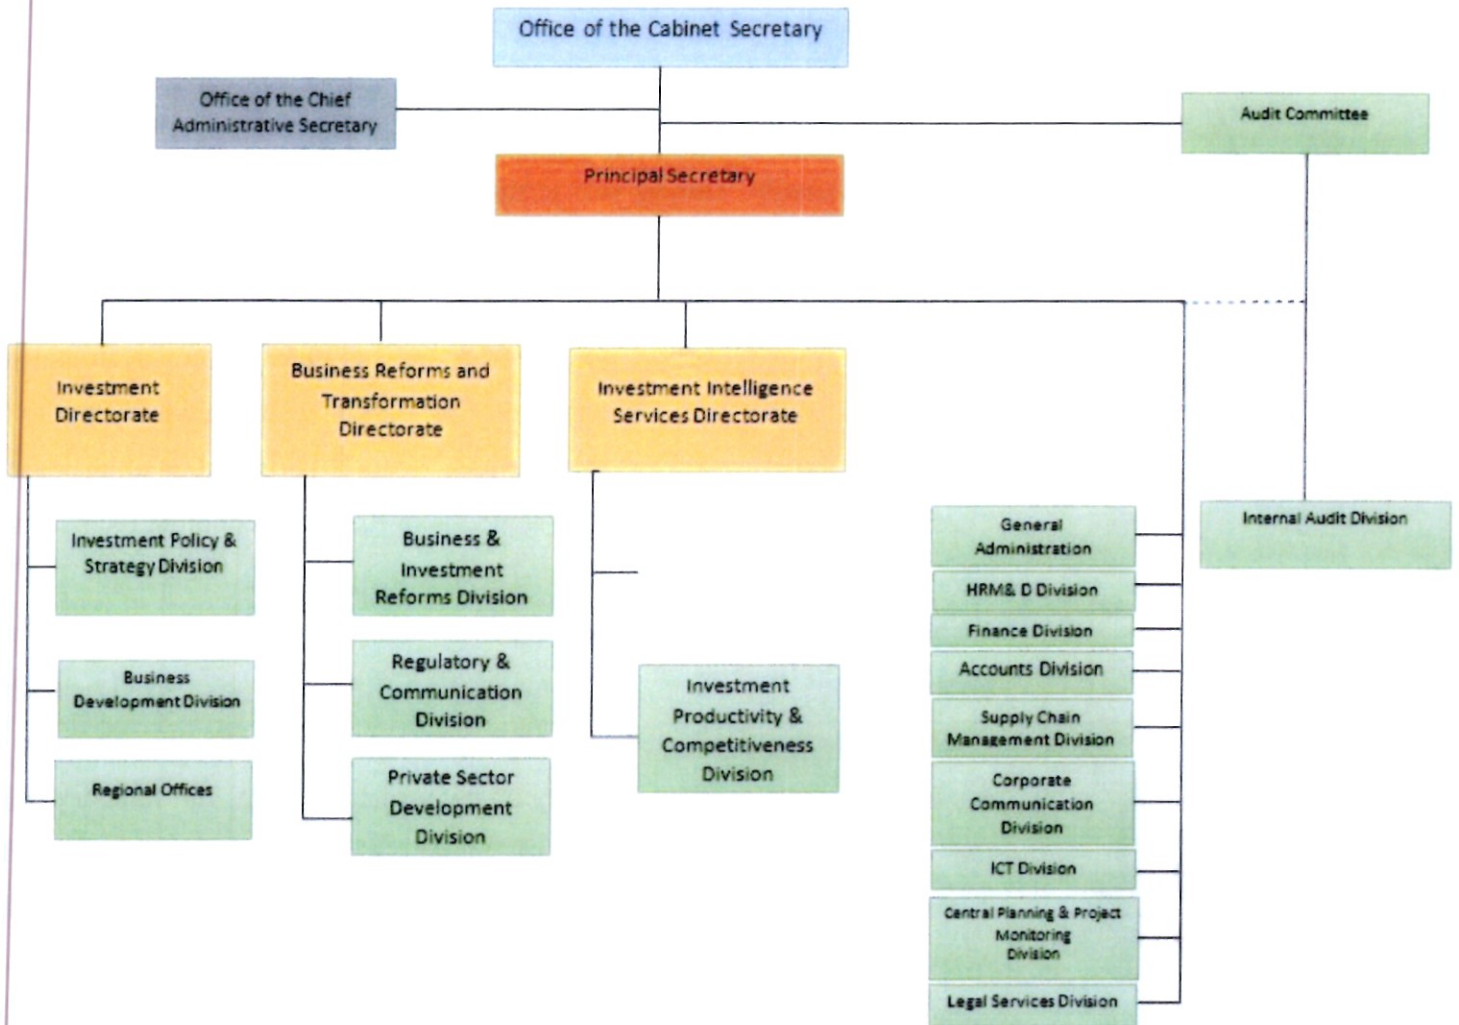 Office of the Cabinet Secretary
Office of the Chief
Administrative Secretary
Audit Committee
Principal Secretary
Investment
Directorate
Business Reforms and
Transformation
Directorate
Investment Intelligence
Services Directorate
Investment Policy &
Strategy Division
Business
Development Division
Regional Offices
Business &
Investment
Reforms Division
Regulatory &
Communication
Division
Private Sector
Development
Division
Investment
Productivity &
Competitiveness
Division
General
Administration
HRM& D Division
Finance Division
Accounts Division
Supply Chain
Management Division
Corporate
Communication
Division
ICT Division
Central Planning & Project
Monitoring
Division
Legal Services Division
Internal Audit Division